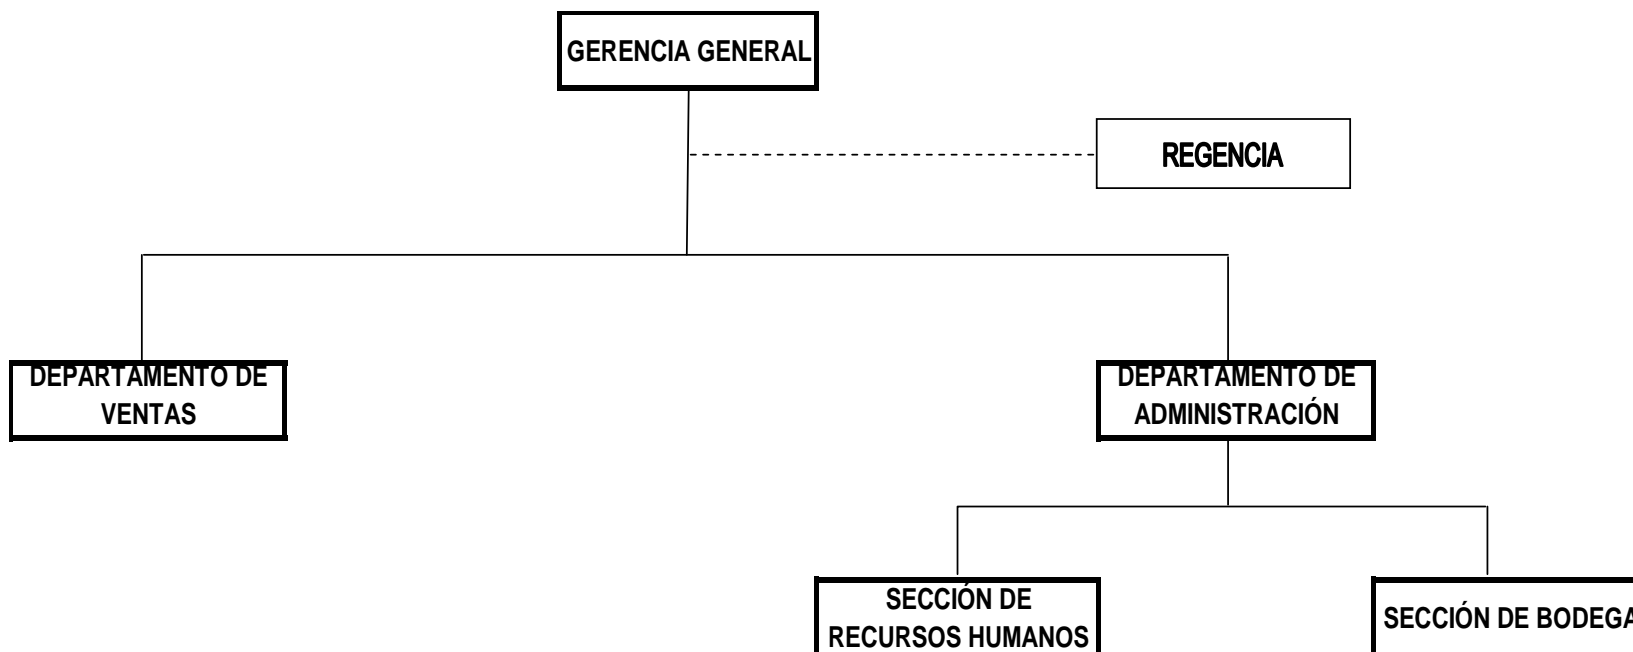 GERENCIA GENERAL
REGENCIA
DEPARTAMENTO DE
VENTAS
DEPARTAMENTO DE
ADMINISTRACIÓN
SECCIÓN DE
RECURSOS HUMANOS
SECCIÓN DE BODEGA